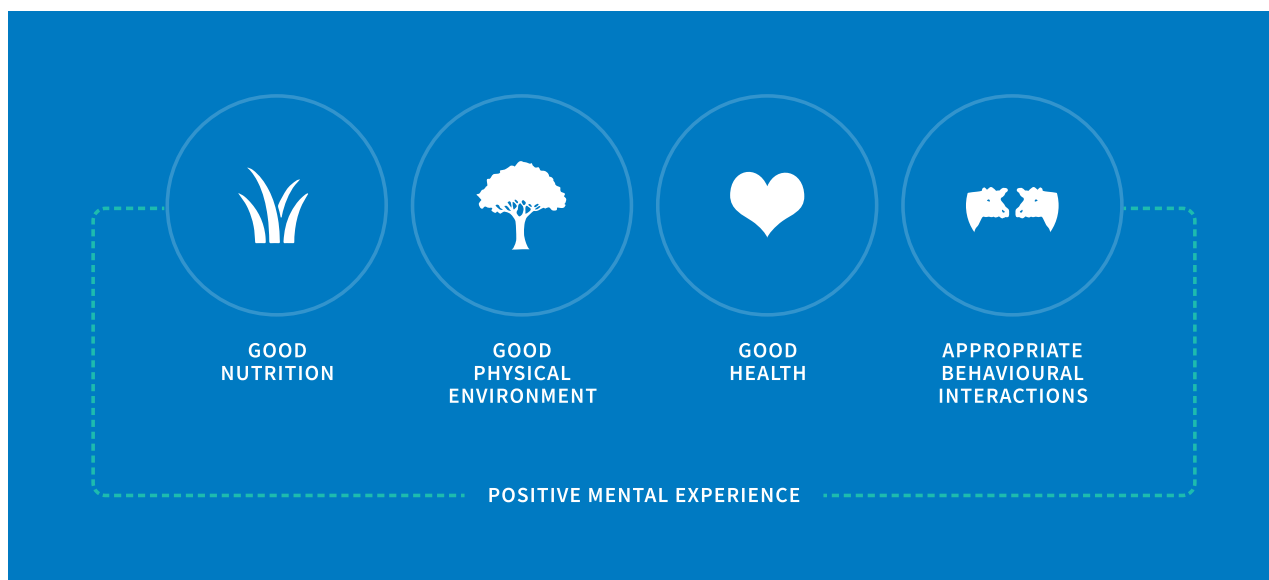 GOOD
NUTRITION
GOOD
PHYSICAL
ENVIRONMENT
GOOD
HEALTH
APPROPRIATE
BEHAVIOURAL
INTERACTIONS
POSITIVE MENTAL EXPERIENCE